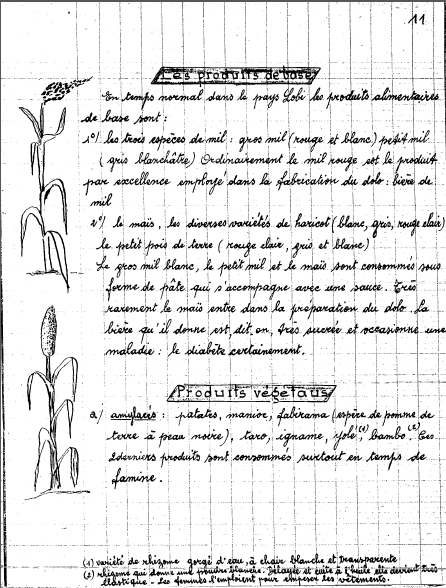 11
Les produits de base
En temps normal dans le pays Lobi les produits alimentaires
de base sont :
1°/ les trois espèces de mil : gros mil (rouge et blanc) petit mil
(gris blanchâtre) Ordinairement le mil rouge est le produit
par excellence employé dans la fabrication du dolo : bière de
mil
2°/ le maïs, les diverses variétés de haricot (blanc, gris, rouge clair)
le petit pois de terre (rouge clair, gris et blanc)
Le gros mil blanc, le petit mil et le maïs sont consommés sous
forme de pâte qui s'accompagne avec une sauce. Très
rarement le maïs entre dans la préparation du dolo. La
bière qu'il donne est, dit-on, très sucrée et occasionne une
maladie : le diabète certainement.
Produits végétaus
a/ amylacés : patates, manioc, fabirama (espèce de pomme de
terre à peau noire), taro, igname, yolé (1), bambo (2). Ces
2 derniers produits sont consommés surtout en temps de
famine.
(1) variété de rhizome gorgé d'eau, à chair blanche et transparente
(2) rhizome qui donne une poudre blanche. Délayée et cuite à l'huile elle devient très
élastique - Les femmes l'emploient pour empeser les vêtements.